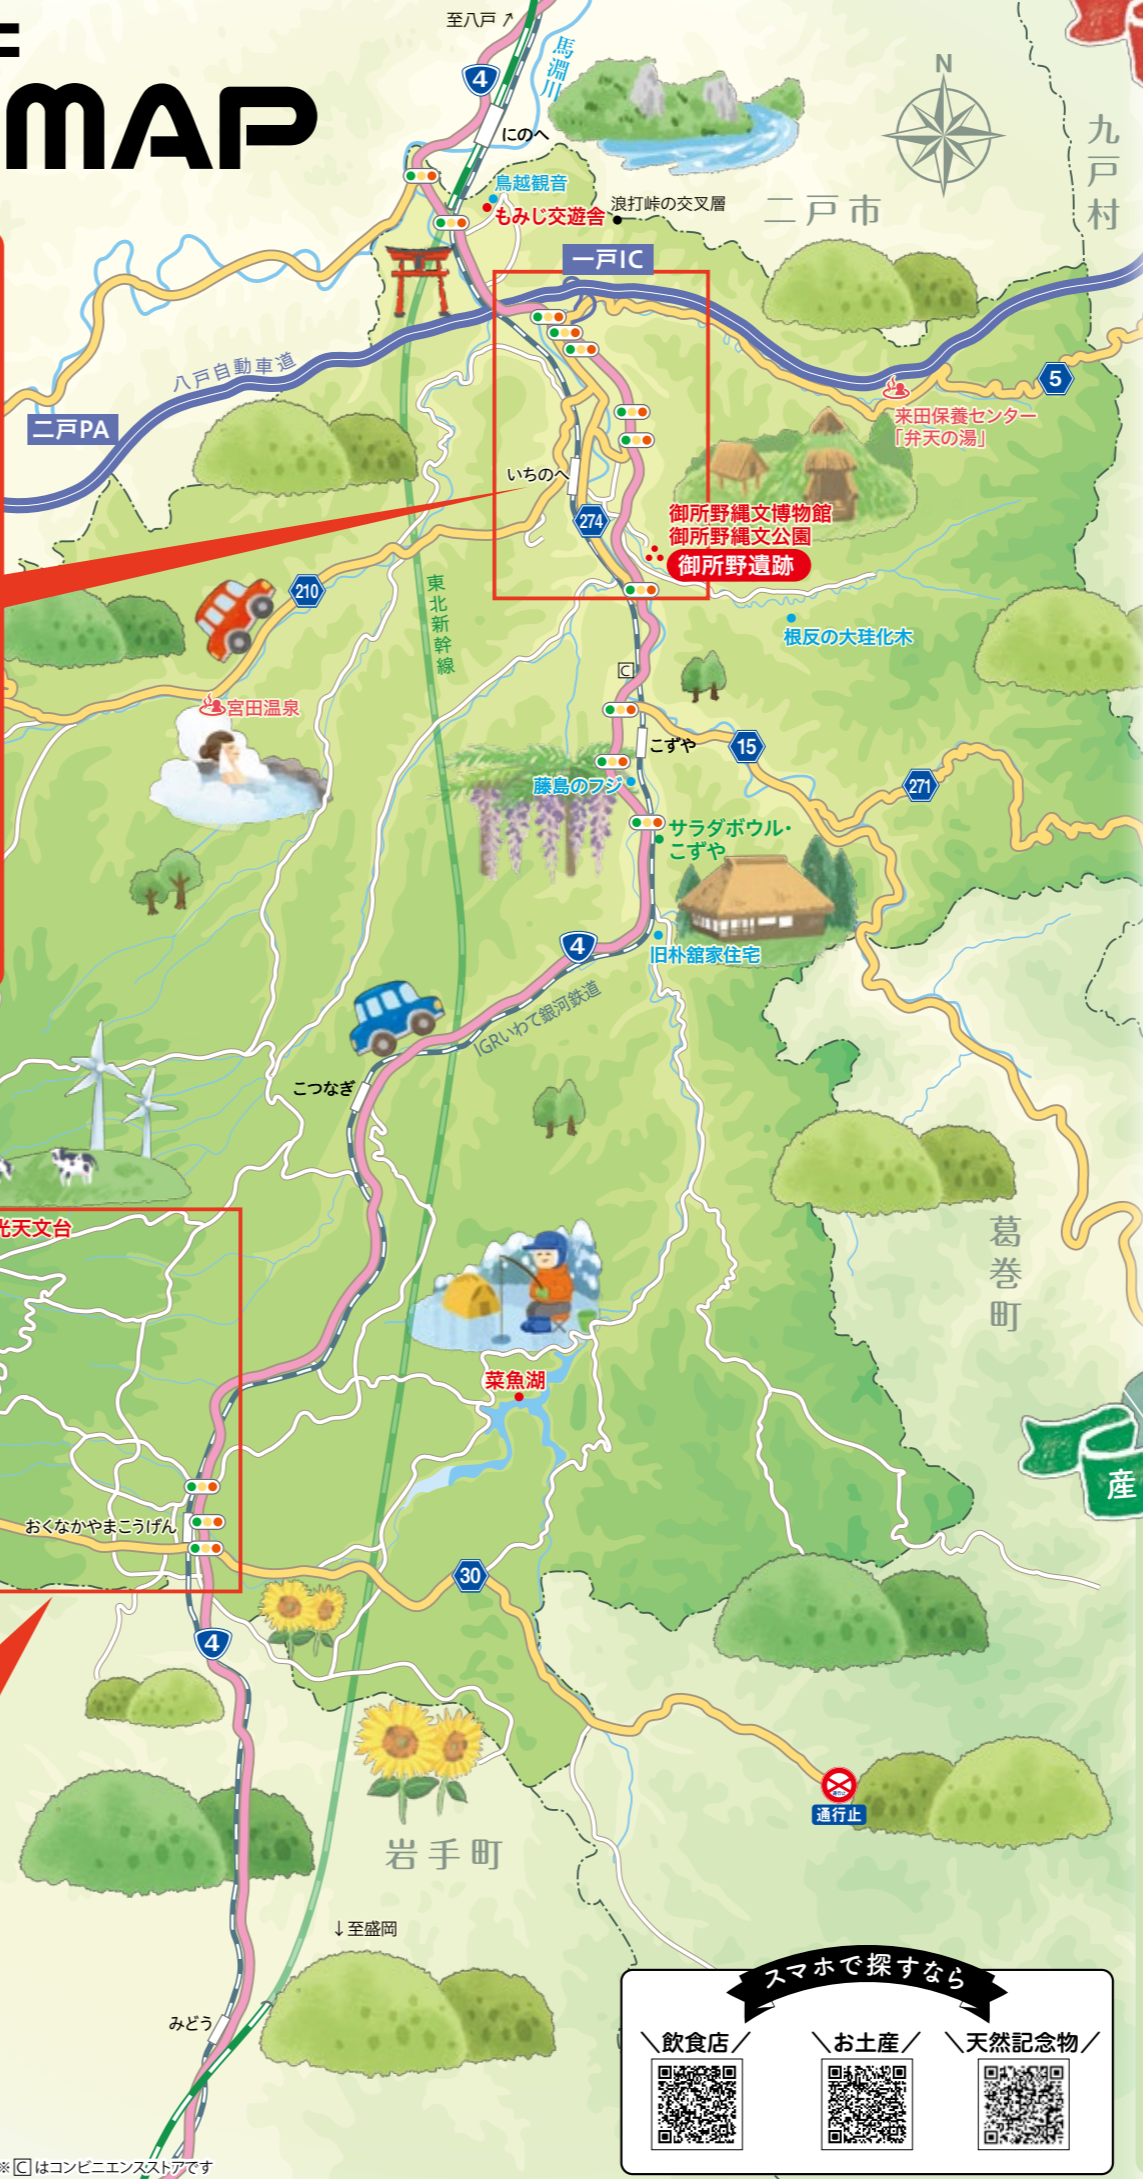 MAP
至八戸↗
4
馬淵川
N
九戸村
にのへ
鳥越観音
もみじ交遊舎
浪打峠の交叉層
二戸市
一戸IC
八戸自動車道
二戸PA
5
来田保養センター
「弁天の湯」
いちのへ
274
御所野縄文博物館
御所野縄文公園
御所野遺跡
210
東北新幹線
根反の大珪化木
宮田温泉
C
こずや
15
271
藤島のフジ
サラダボウル・
こずや
4
旧朴舘家住宅
IGRいわて銀河鉄道
こつなぎ
光天文台
葛巻町
菜魚湖
産
おくなかやまこうげん
30
4
通行止
岩手町
↓至盛岡
みどう
スマホで探すなら
\飲食店/
\お土産/
\天然記念物/
※Cはコンビニエンスストアです